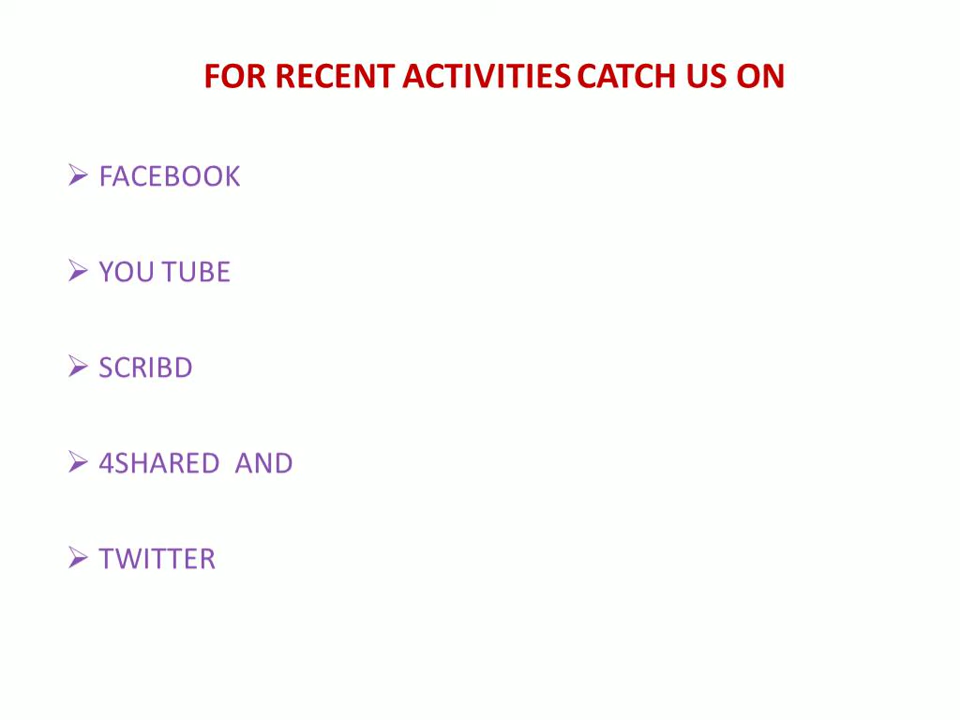 FOR RECENT ACTIVITIES CATCH US ON
FACEBOOK
YOU TUBE
SCRIBD
4SHARED AND
TWITTER